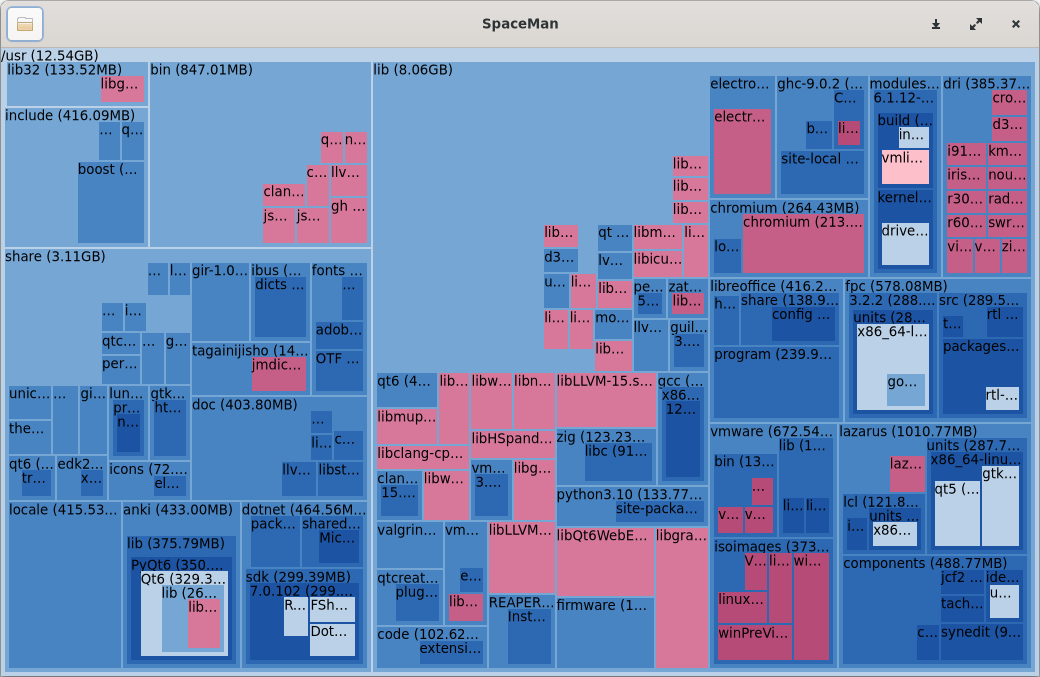 SpaceMan
/usr (12.54GB)
lib32 (133.52MB)
libg...
bin (847.01MB)
q... n...
c... llv...
clan...
js... js... gh ...
include (416.09MB)
... q...
boost (...
share (3.11GB)
... l... gir-1.0... ibus (... fonts ...
dicts ... ...
... i...
adob...
qtc... ... g...
tagainijisho (14... OTF ...
per... jmdic...
unic... ... gi... lun... gtk...
pr... ht...
n...
the...
doc (403.80MB)
...
li... c...
qt6 (... edk2... icons (72.... llv... libst...
tr... x... el...
locale (415.53... anki (433.00MB) dotnet (464.56M...
pack... shared...
Mic...
lib (375.79MB)
PyQt6 (350....
Qt6 (329.3...
lib (26...
lib...
sdk (299.39MB)
7.0.102 (299....
R... FSh...
Dot...
lib (8.06GB)
lib...
lib...
lib...
lib... qt ... libm... li...
d3... lv... libicu...
u... li... lib... pe... zat...
5... lib...
li... li... mo... llv... guil...
3....
lib...
qt6 (4... lib... libw... libn... libLLVM-15.s... gcc (...
x86...
12...
libmup...
libHSpand...
zig (123.23...
libc (91...
libclang-cp...
clan... libw... vm... libg...
15.... 3....
python3.10 (133.77...
site-packa...
valgrin... vm... libLLVM... libQt6WebE... libgra...
qtcreat... e...
plug... lib...
REAPER... firmware (1...
Inst...
code (102.62...
extensi...
electro... ghc-9.0.2 (... modules... dri (385.37...
electr... C...
b... li...
site-local ...
6.1.12-...
build (...
in...
vmli...
kernel...
drive...
cro...
d3...
i91... km...
iris... nou...
r30... rad...
r60... swr...
vi... v... zi...
chromium (264.43MB)
chromium (213....
lo...
libreoffice (416.2...
h... share (138.9...
config ...
program (239.9...
fpc (578.08MB)
3.2.2 (288.... src (289.5...
units (28... rtl ...
x86_64-l... t...
packages...
go... rtl-...
vmware (672.54...
lib (1...
bin (13...
...
v... v... li... li...
isoimages (373...
V... li... wi...
linux...
winPreVi...
lazarus (1010.77MB)
units (287.7...
laz... x86_64-linu...
qt5 (... gtk...
lcl (121.8...
i... units ...
x86...
components (488.77MB)
jcf2 ... ide...
u...
tach...
c... synedit (9...